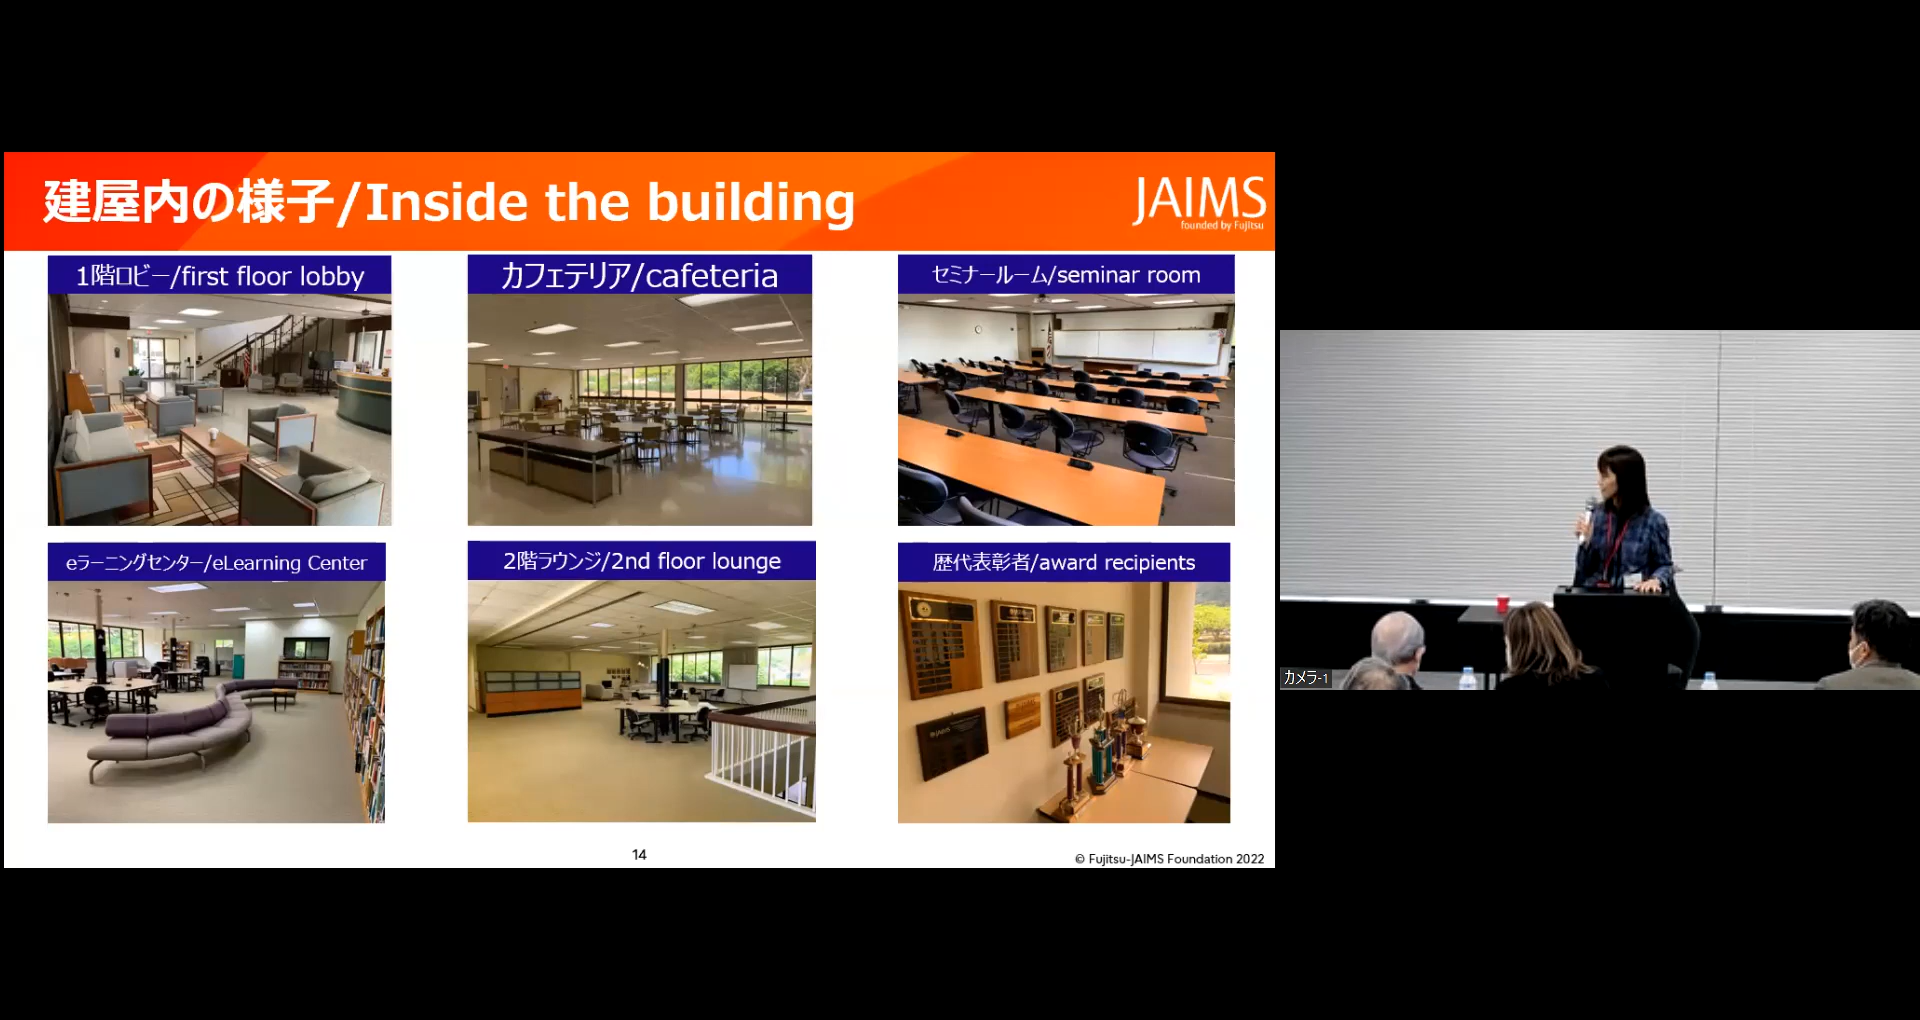 建屋内の様子/Inside the building
JAIMS
founded by Fujitsu
1階ロビー/first floor lobby
カフェテリア/cafeteria
セミナールーム/seminar room
eラーニングセンター/eLearning Center
2階ラウンジ/2nd floor lounge
歴代表彰者/award recipients
JAIMS
14
© Fujitsu-JAIMS Foundation 2022
カメラ-1